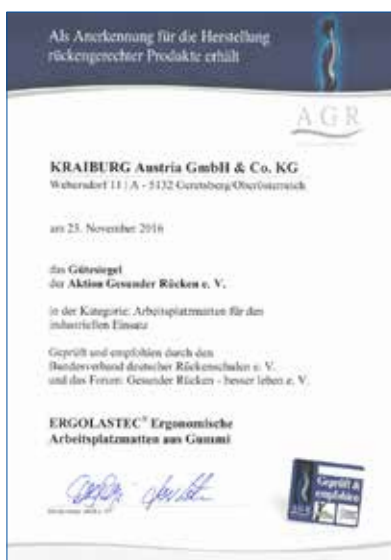 Als Anerkennung für die Herstellung
rückengerechter Produkte erhält
AGR
KRAIBURG Austria GmbH & Co. KG
Webersdorf 11 | A - 5132 Geretsberg/Oberösterreich
am 23. November 2016
das Gütesiegel
der Aktion Gesunder Rücken e. V.
in der Kategorie: Arbeitsplatzmatten für den
industriellen Einsatz
Geprüft und empfohlen durch den
Bundesverband deutscher Rückenschulen e. V.
und das Forum: Gesunder Rücken - besser leben e. V.
ERGOLASTEC® Ergonomische
Arbeitsplatzmatten aus Gummi
Geprüft &
empfohlen
AGR